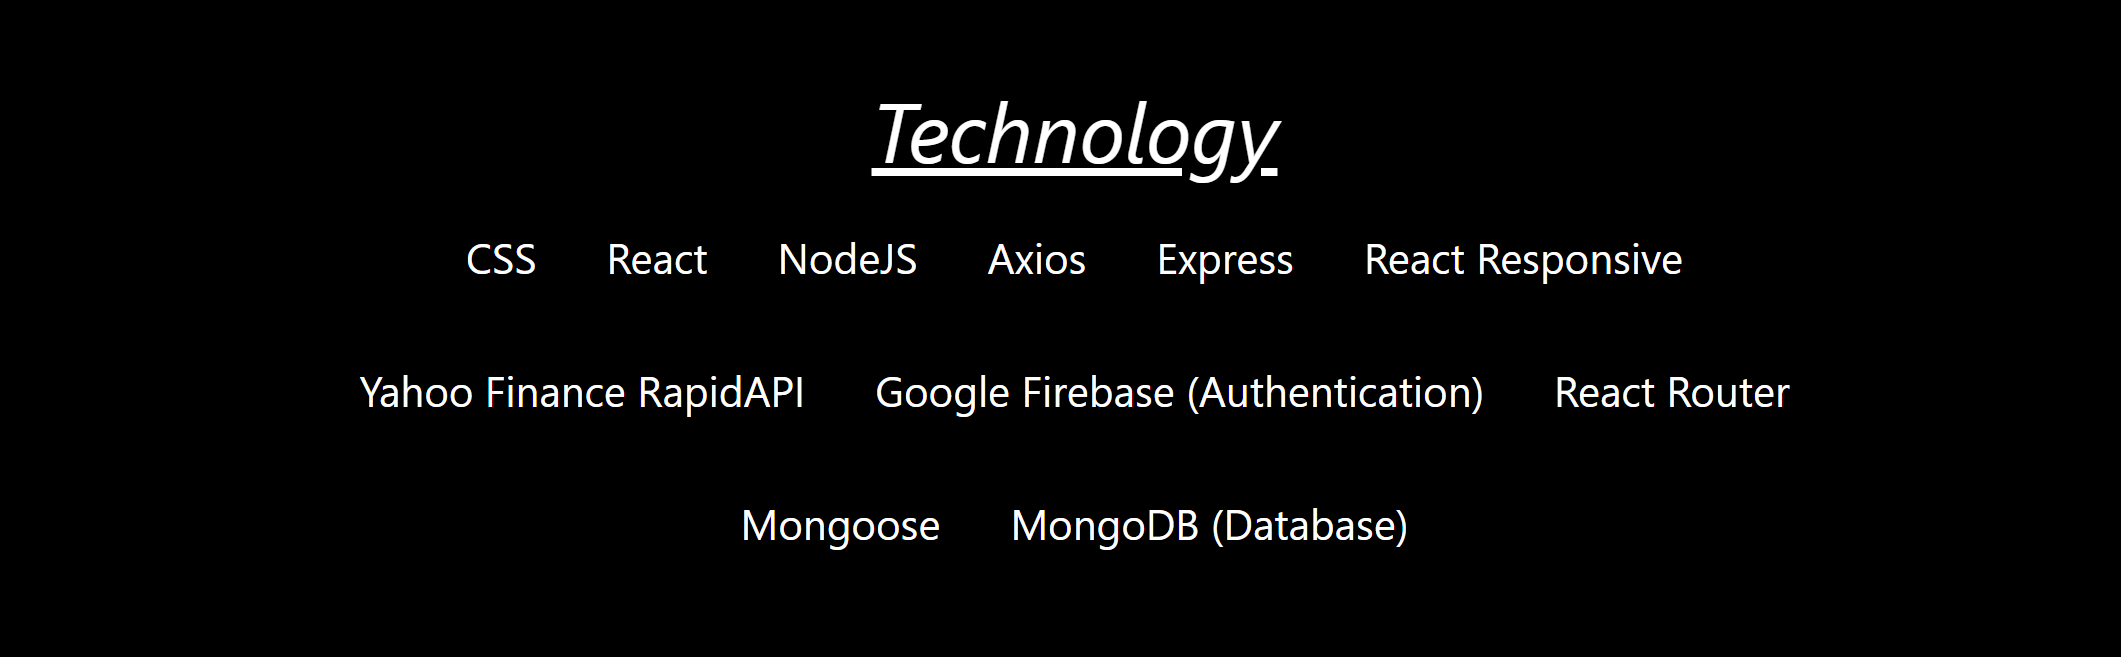 Technology
CSS React NodeJS Axios Express React Responsive
Yahoo Finance RapidAPI Google Firebase (Authentication) React Router
Mongoose MongoDB (Database)